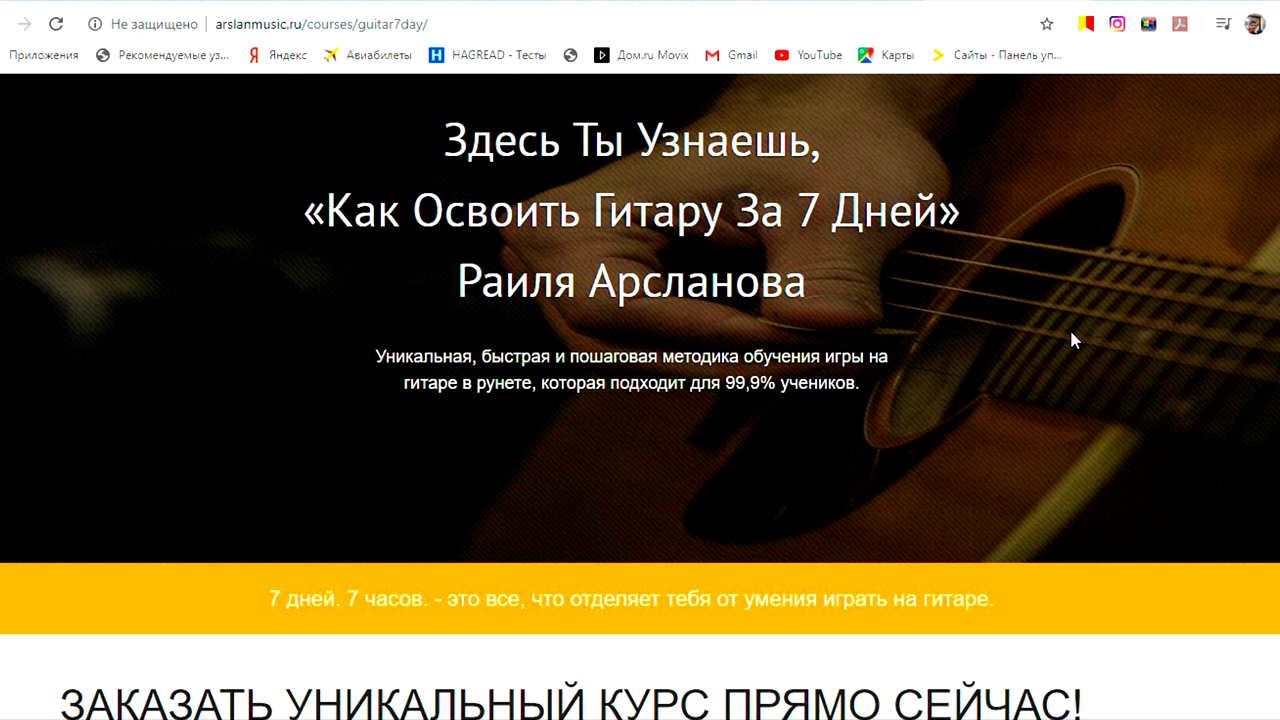 Не защищено
arslanmusic.ru/courses/guitar7day/
Приложения
Рекомендуемые уз...
Яндекс
Авиабилеты
HAGREAD - Тесты
Дом.ru Movix
Gmail
YouTube
Карты
Сайты - Панель уп...
Здесь Ты Узнаешь,
«Как Освоить Гитару За 7 Дней»
Раиля Арсланова
Уникальная, быстрая и пошаговая методика обучения игры на
гитаре в рунете, которая подходит для 99,9% учеников.
7 дней. 7 часов. - это все, что отделяет тебя от умения играть на гитаре.
ЗАКАЗАТЬ УНИКАЛЬНЫЙ КУРС ПРЯМО СЕЙЧАС!